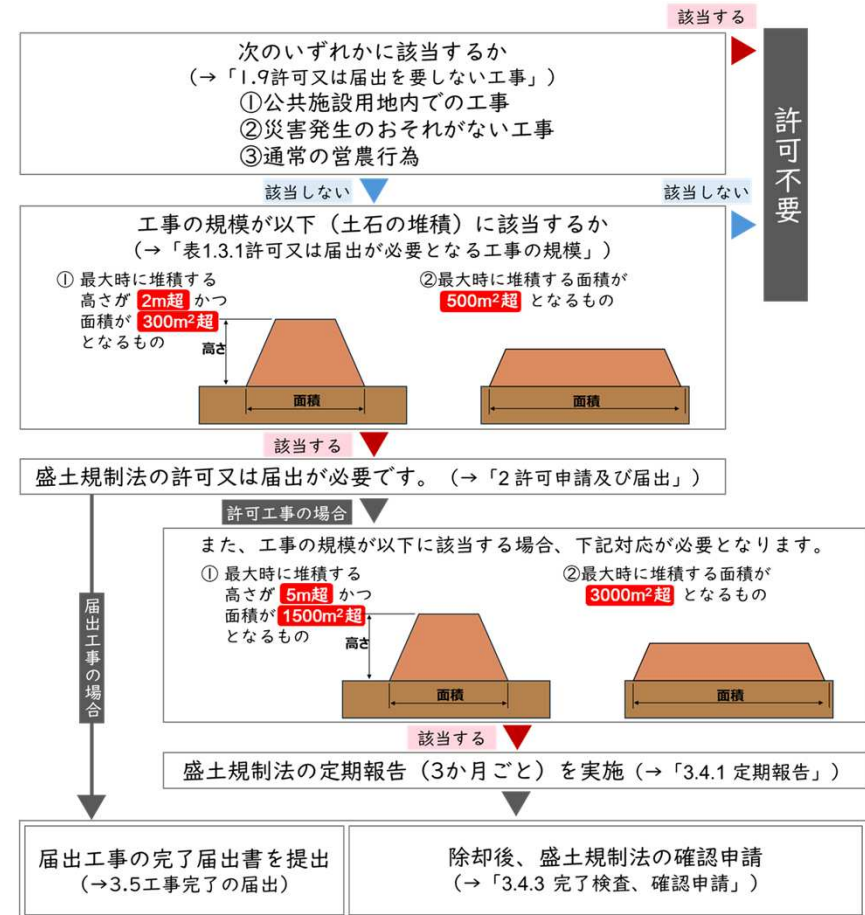 該当する
次のいずれかに該当するか
(→「1.9許可又は届出を要しない工事」)
①公共施設用地内での工事
②災害発生のおそれがない工事
③通常の営農行為
許可不要
該当しない
該当しない
工事の規模が以下(土石の堆積)に該当するか
(→「表1.3.1許可又は届出が必要となる工事の規模」)
① 最大時に堆積する
高さが 2m超 かつ
面積が 300m²超
となるもの
高さ
面積
②最大時に堆積する面積が
500m²超 となるもの
面積
該当する
盛土規制法の許可又は届出が必要です。(→「2 許可申請及び届出」)
許可工事の場合
届出工事の場合
また、工事の規模が以下に該当する場合、下記対応が必要となります。
① 最大時に堆積する
高さが 5m超 かつ
面積が 1500m²超
となるもの
高さ
面積
②最大時に堆積する面積が
3000m²超 となるもの
面積
該当する
盛土規制法の定期報告(3か月ごと)を実施(→「3.4.1 定期報告」)
届出工事の完了届出書を提出
(→3.5工事完了の届出)
除却後、盛土規制法の確認申請
(→「3.4.3 完了検査、確認申請」)